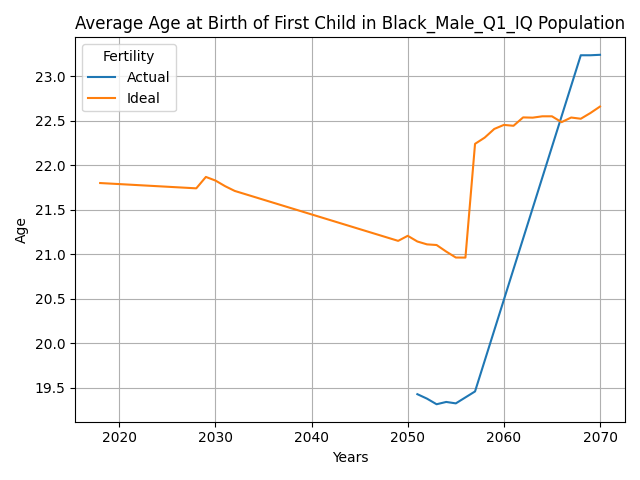 Average Age at Birth of First Child in Black_Male_Q1_IQ Population
Fertility
Actual
Ideal
23.0
22.5
22.0
21.5
21.0
20.5
20.0
19.5
Age
2020 2030 2040 2050 2060 2070
Years